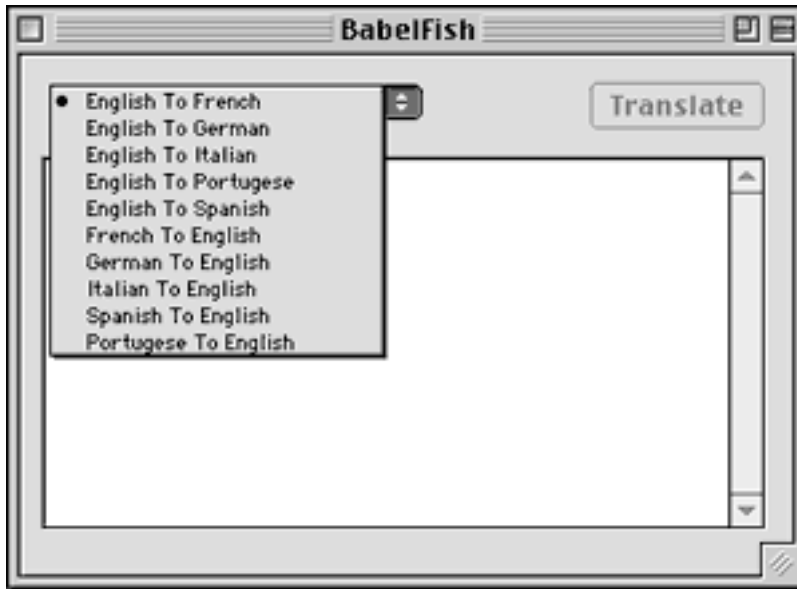 BabelFish
English To French
Translate
English To German
English To Italian
English To Portugese
English To Spanish
French To English
German To English
Italian To English
Spanish To English
Portugese To English